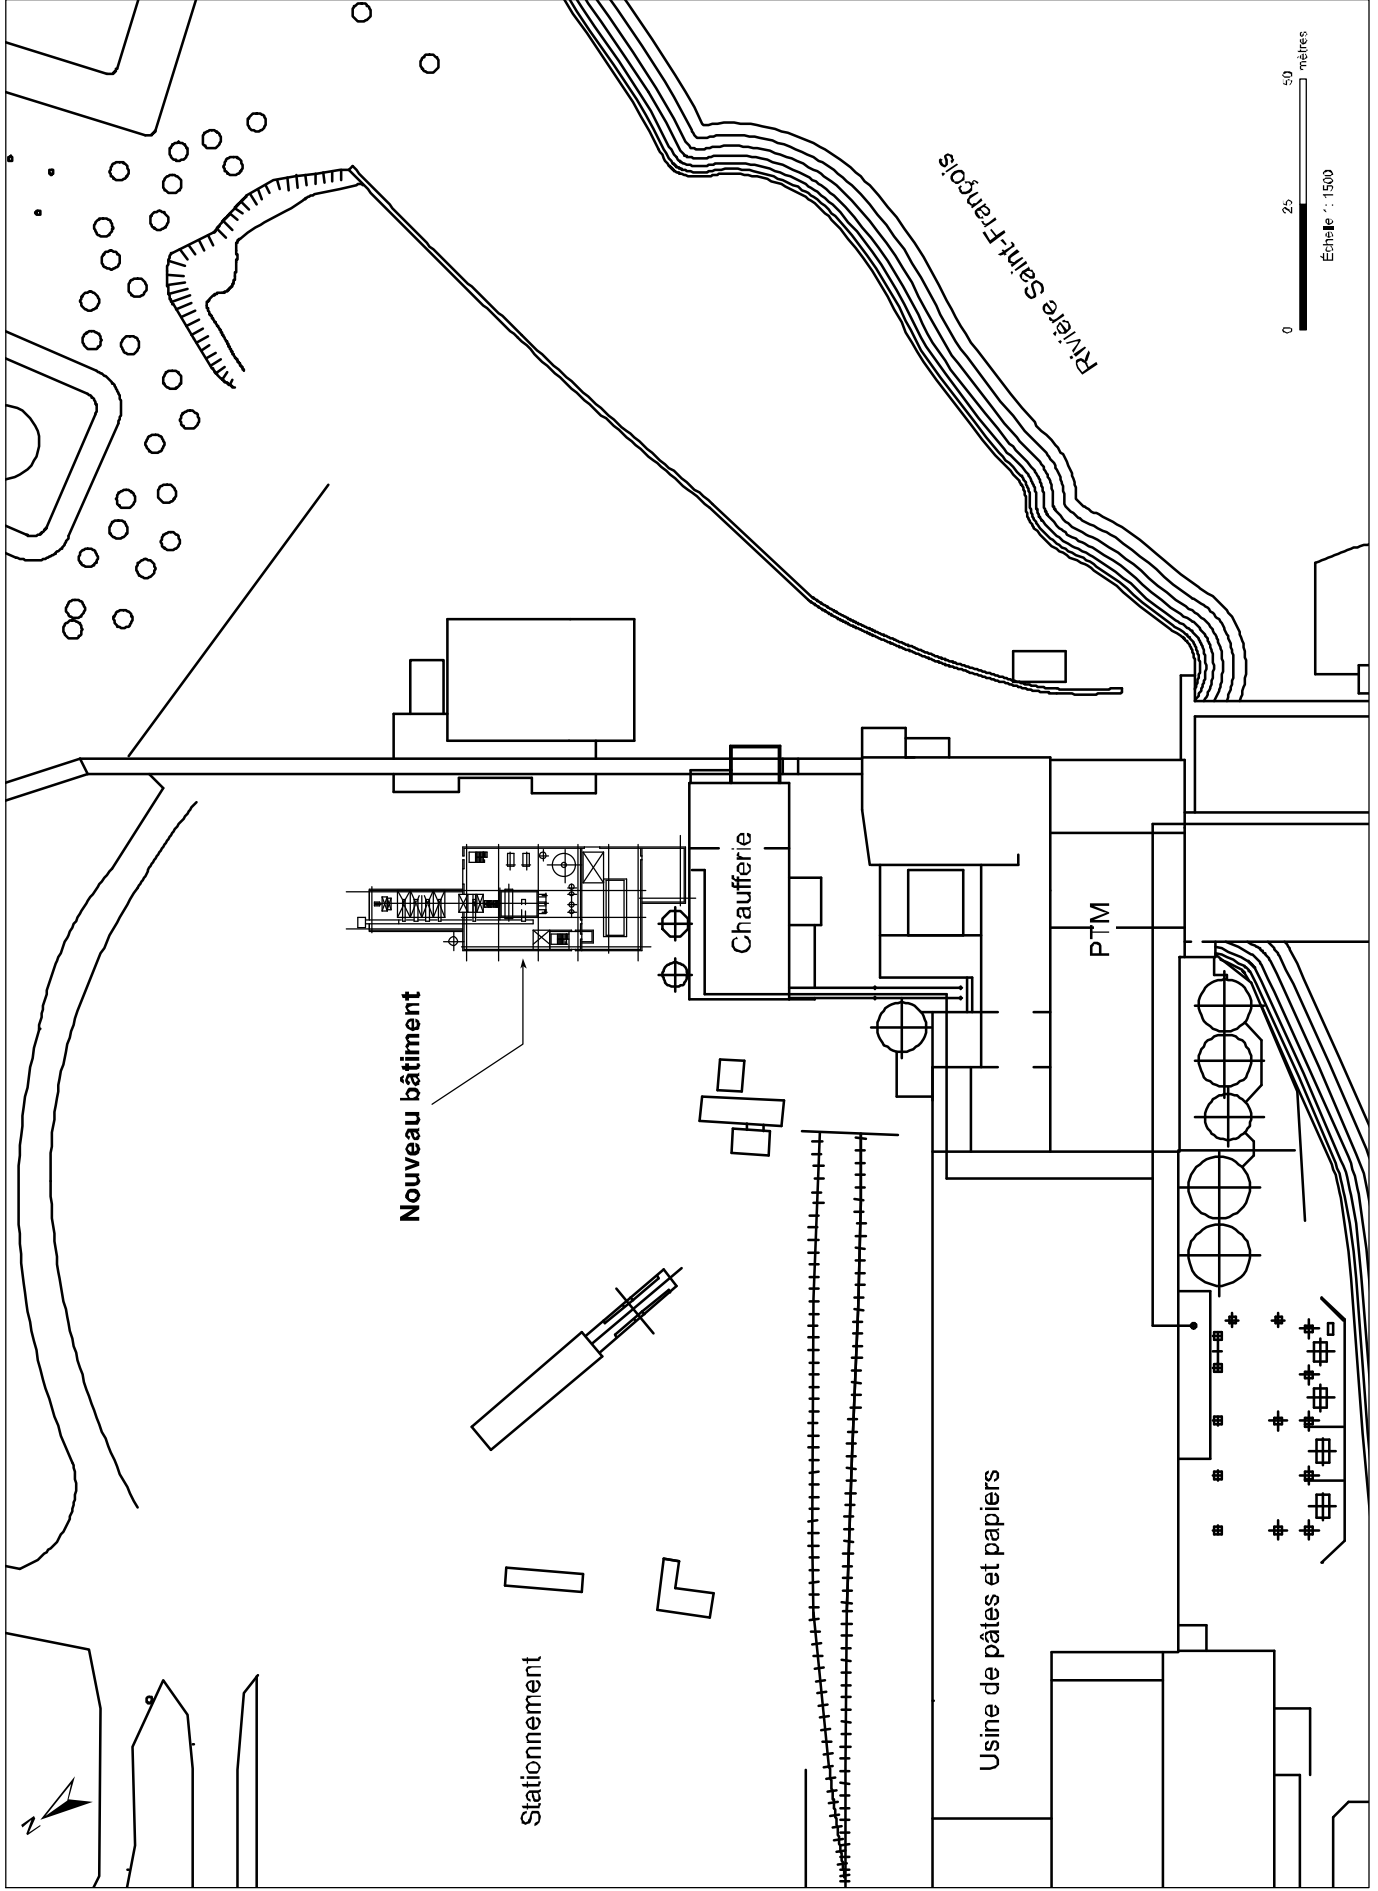 Rivière Saint-François
0 25 50 mètres
Échelle 1 : 1500
Chaufferie
PTM
Nouveau bâtiment
Usine de pâtes et papiers
Stationnement
N